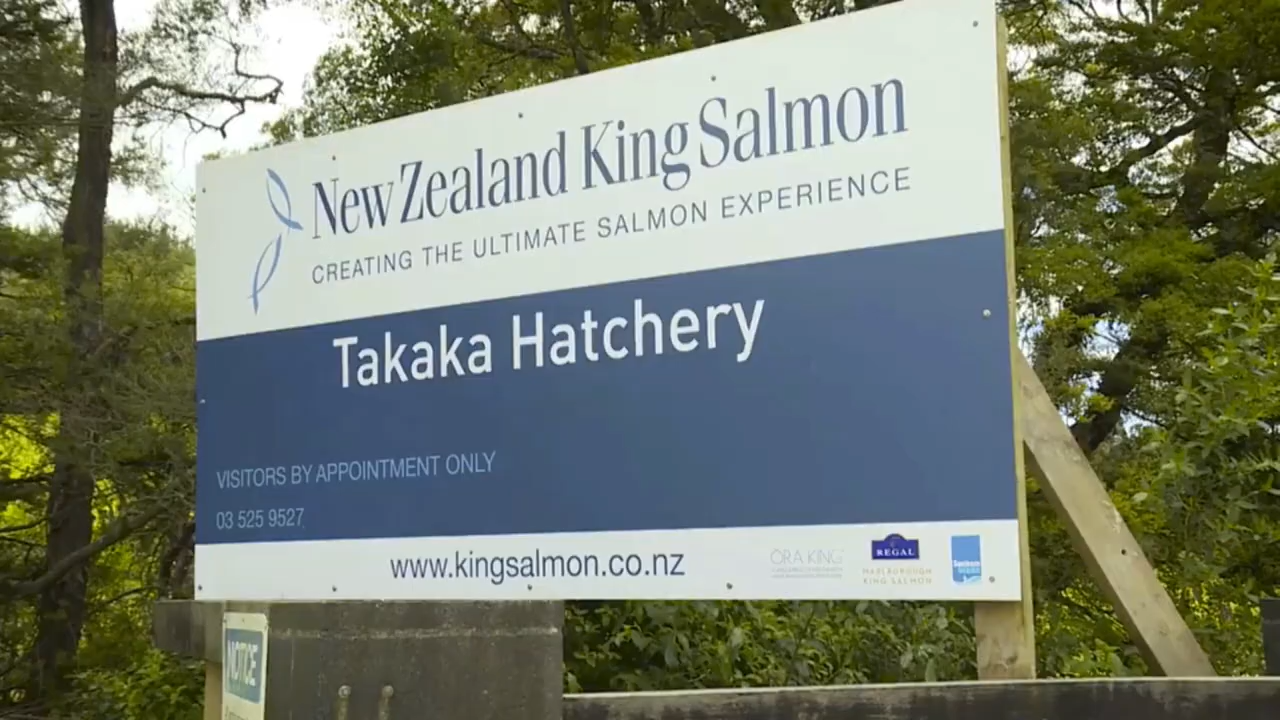 New Zealand King Salmon
CREATING THE ULTIMATE SALMON EXPERIENCE
Takaka Hatchery
VISITORS BY APPOINTMENT ONLY
03 525 9527
www.kingsalmon.co.nz
ORA KING
REGAL
MARLBOROUGH
KING SALMON
Southern
NOTICE